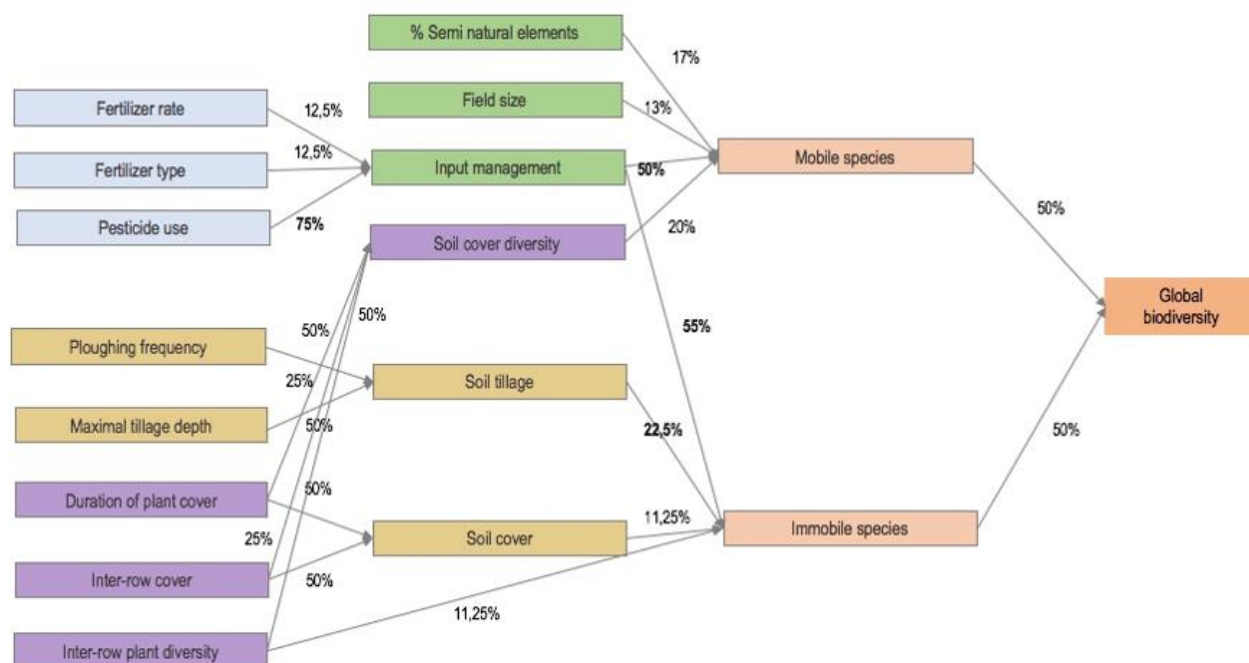 % Semi natural elements
17%
Field size
13%
Fertilizer rate
12,5%
Fertilizer type
12,5%
Input management
50%
Mobile species
50%
Pesticide use
75%
Soil cover diversity
20%
Global
biodiversity
50%
50%
55%
Ploughing frequency
25%
Soil tillage
Maximal tillage depth
50%
22,5%
50%
Duration of plant cover
50%
11,25%
Soil cover
Immobile species
25%
Inter-row cover
50%
11,25%
Inter-row plant diversity